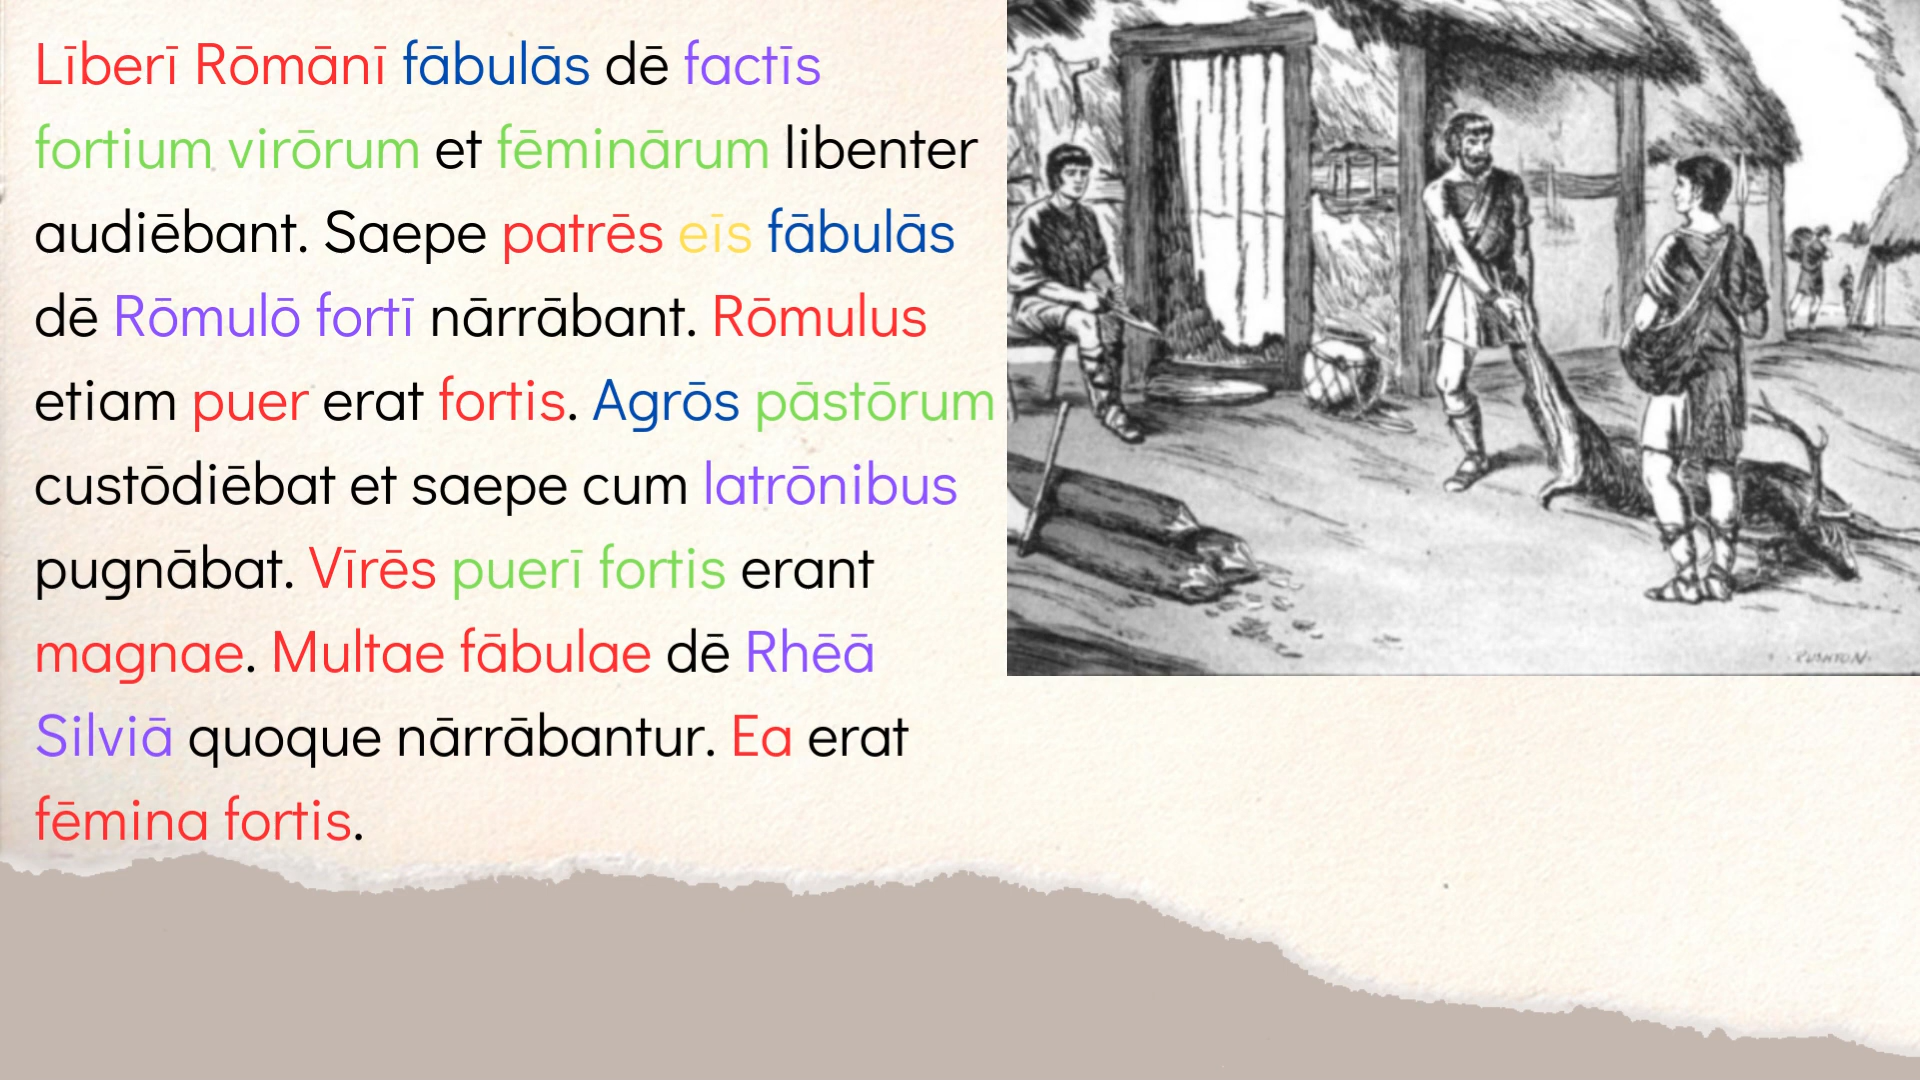 Līberī Rōmānī fābulās dē factīs
fortium virōrum et fēminārum libenter
audiēbant. Saepe patrēs eīs fābulās
dē Rōmulō fortī nārrābant. Rōmulus
etiam puer erat fortis. Agrōs pāstōrum
custōdiēbat et saepe cum latrōnibus
pugnābat. Vīrēs puerī fortis erant
magnae. Multae fābulae dē Rhēā
Silviā quoque nārrābantur. Ea erat
fēmina fortis.